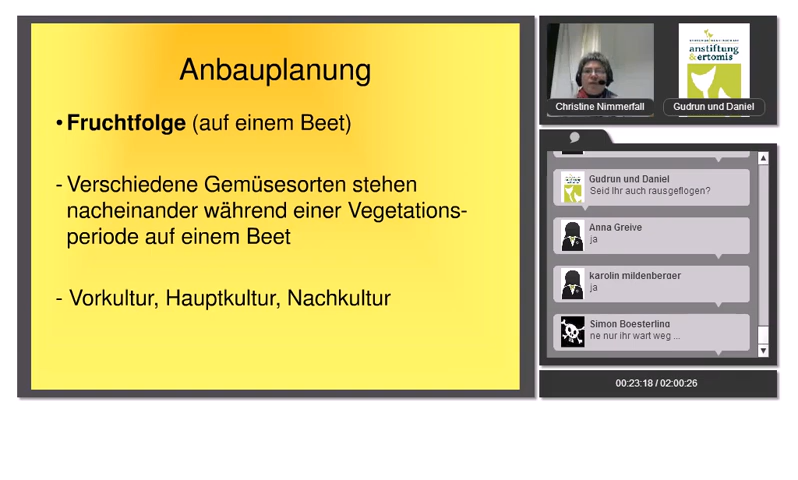 Anbauplanung
• Fruchtfolge (auf einem Beet)
- Verschiedene Gemüsesorten stehen
nacheinander während einer Vegetations-
periode auf einem Beet
- Vorkultur, Hauptkultur, Nachkultur
anstiftung
& ertomis
Christine Nimmerfall
Gudrun und Daniel
Gudrun und Daniel
Seid Ihr auch rausgeflogen?
Anna Greive
ja
karolin mildenberger
ja
Simon Boesterling
ne nur ihr wart weg ...
00:23:18 / 02:00:26